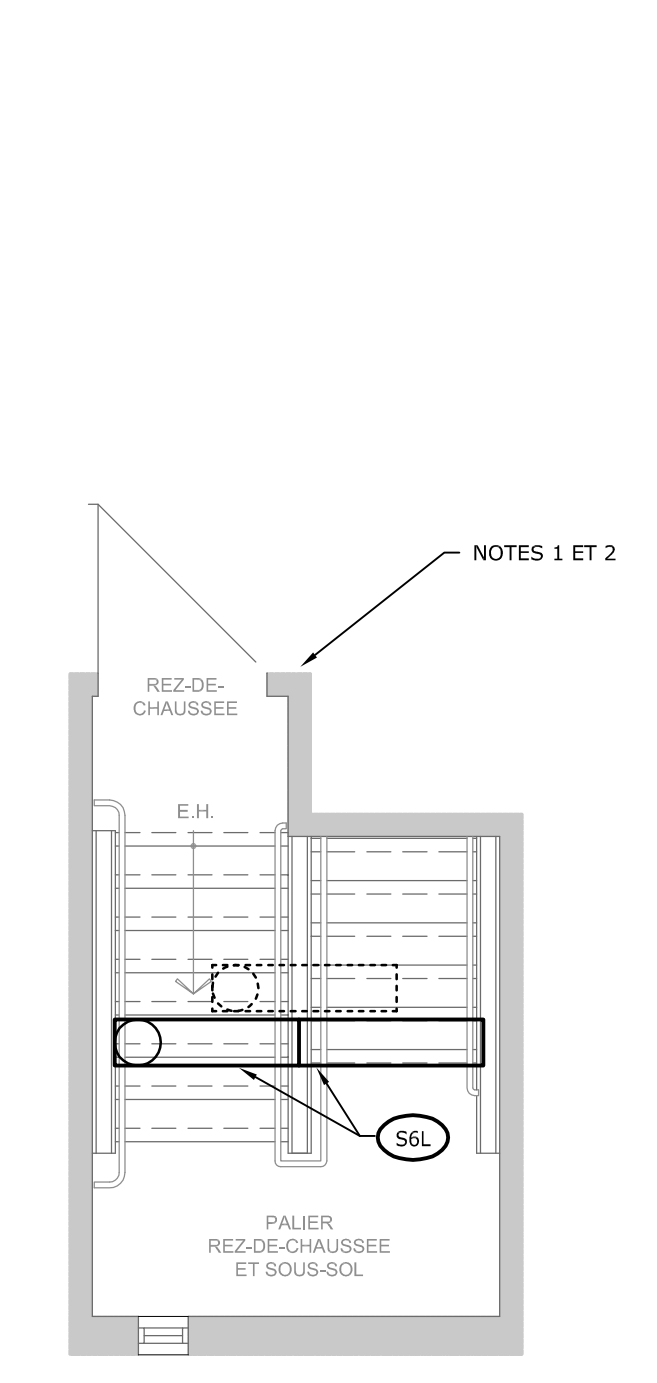 NOTES 1 ET 2
REZ-DE-
CHAUSSEE
E.H.
S6L
PALIER
REZ-DE-CHAUSSEE
ET SOUS-SOL